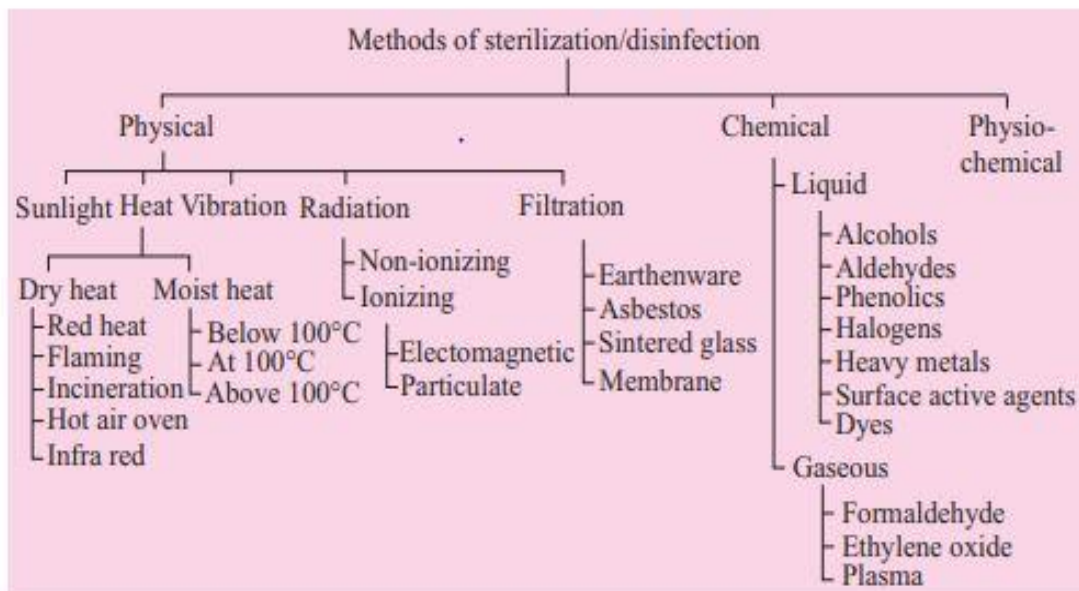 Methods of sterilization/disinfection
Physical
Chemical
Physio-
chemical
Sunlight Heat Vibration Radiation Filtration
Dry heat
Red heat
Flaming
Incineration
Hot air oven
Infra red
Moist heat
Below 100°C
At 100°C
Above 100°C
Non-ionizing
Ionizing
Electomagnetic
Particulate
Earthenware
Asbestos
Sintered glass
Membrane
Liquid
Alcohols
Aldehydes
Phenolics
Halogens
Heavy metals
Surface active agents
Dyes
Gaseous
Formaldehyde
Ethylene oxide
Plasma